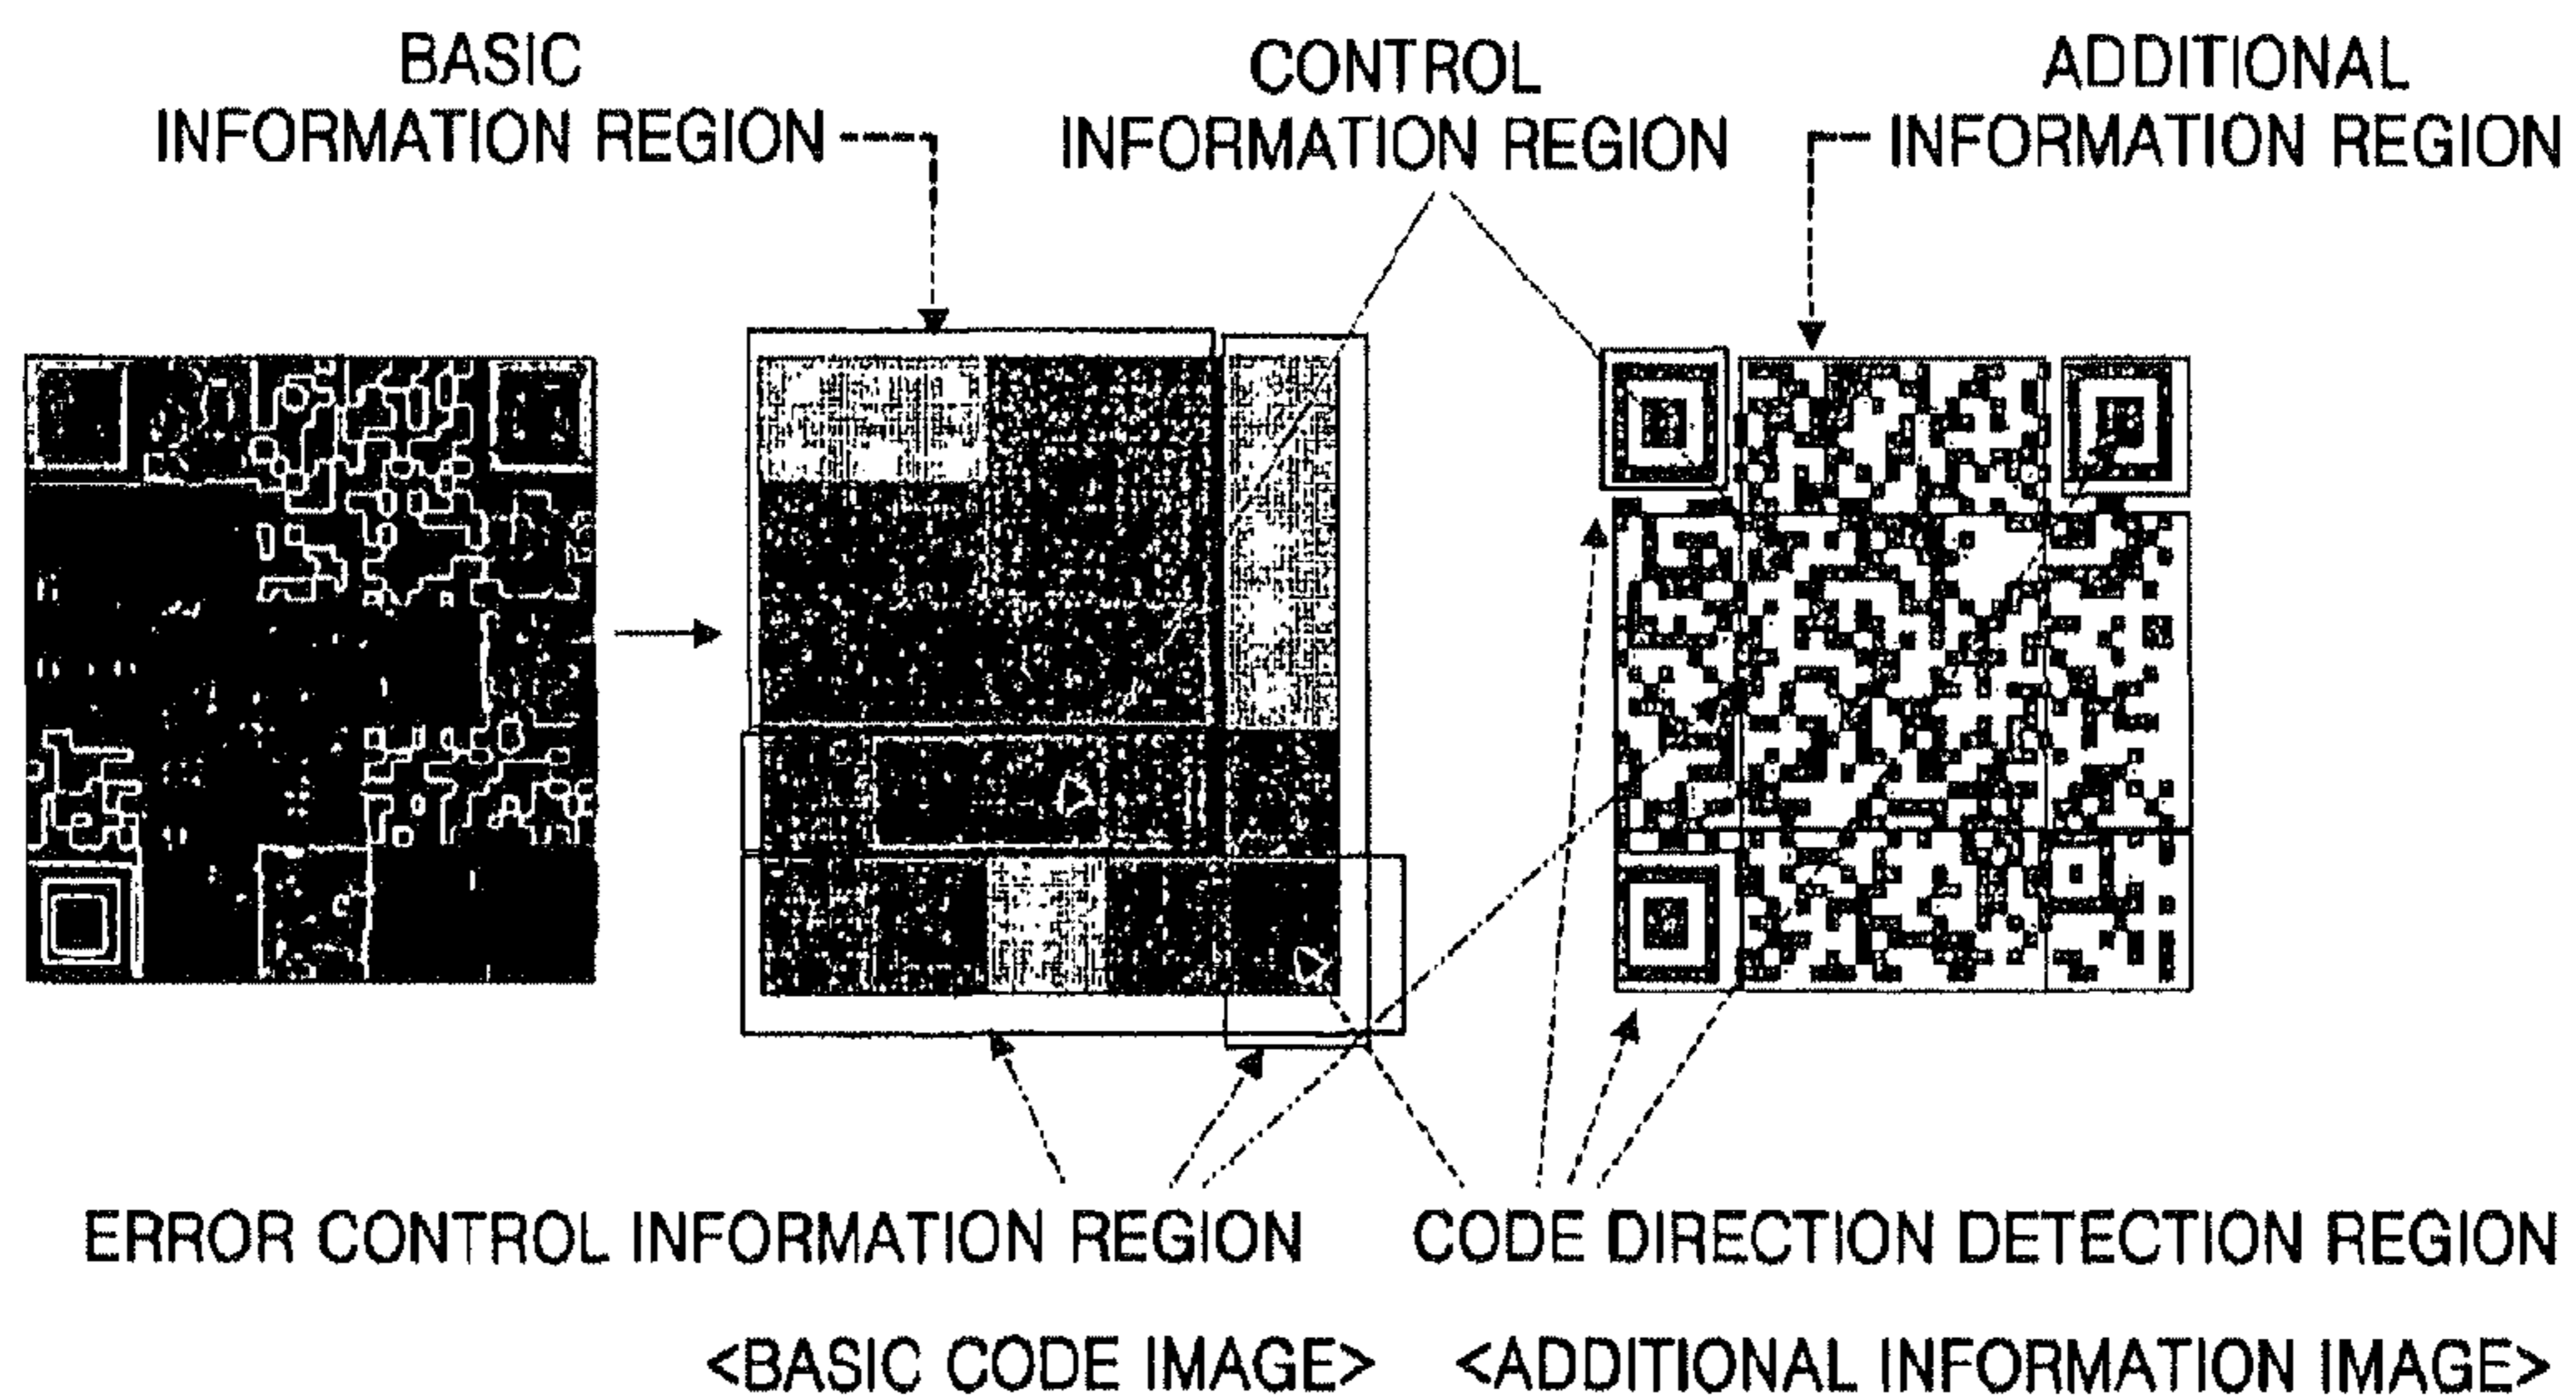 BASIC
INFORMATION REGION
CONTROL
INFORMATION REGION
ADDITIONAL
INFORMATION REGION
ERROR CONTROL INFORMATION REGION
CODE DIRECTION DETECTION REGION
<BASIC CODE IMAGE>
<ADDITIONAL INFORMATION IMAGE>